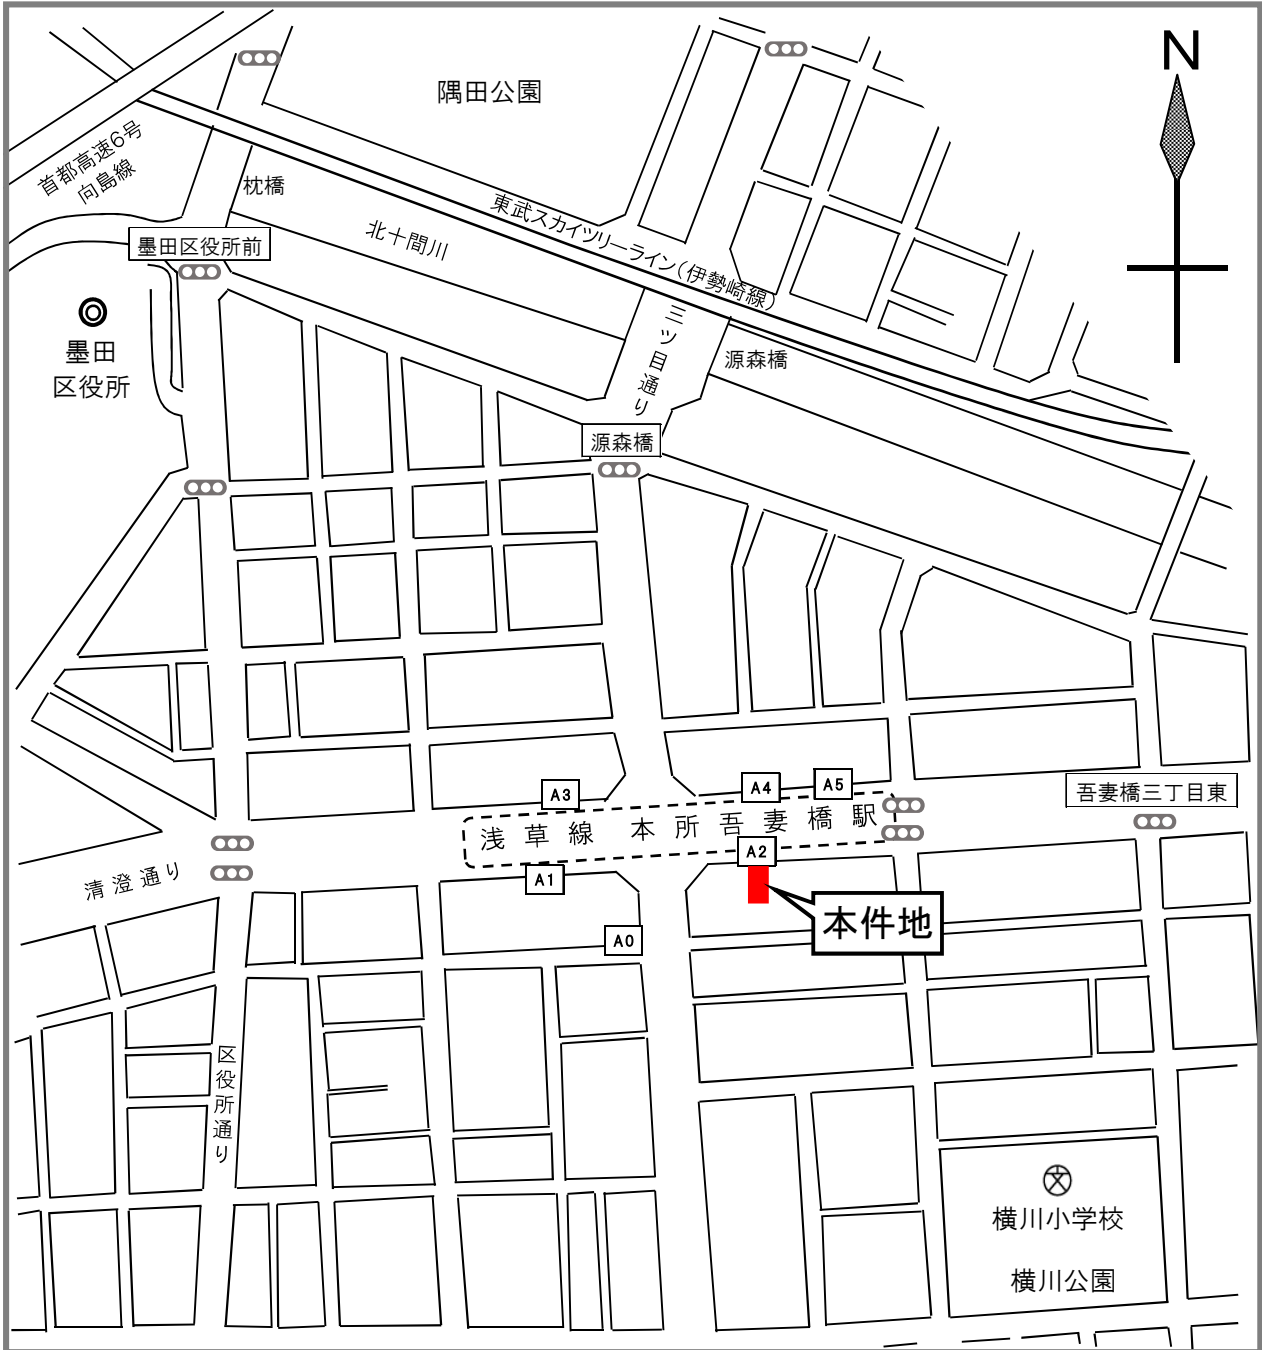 N
隅田公園
首都高速6号
向島線
枕橋
東武スカイツリーライン(伊勢崎線)
北十間川
墨田区役所前
三ツ目通り
墨田
区役所
源森橋
源森橋
A3
A4
A5
吾妻橋三丁目東
浅草線 本所吾妻橋駅
A2
清澄通り
A1
本件地
A0
区役所通り
文
横川小学校
横川公園